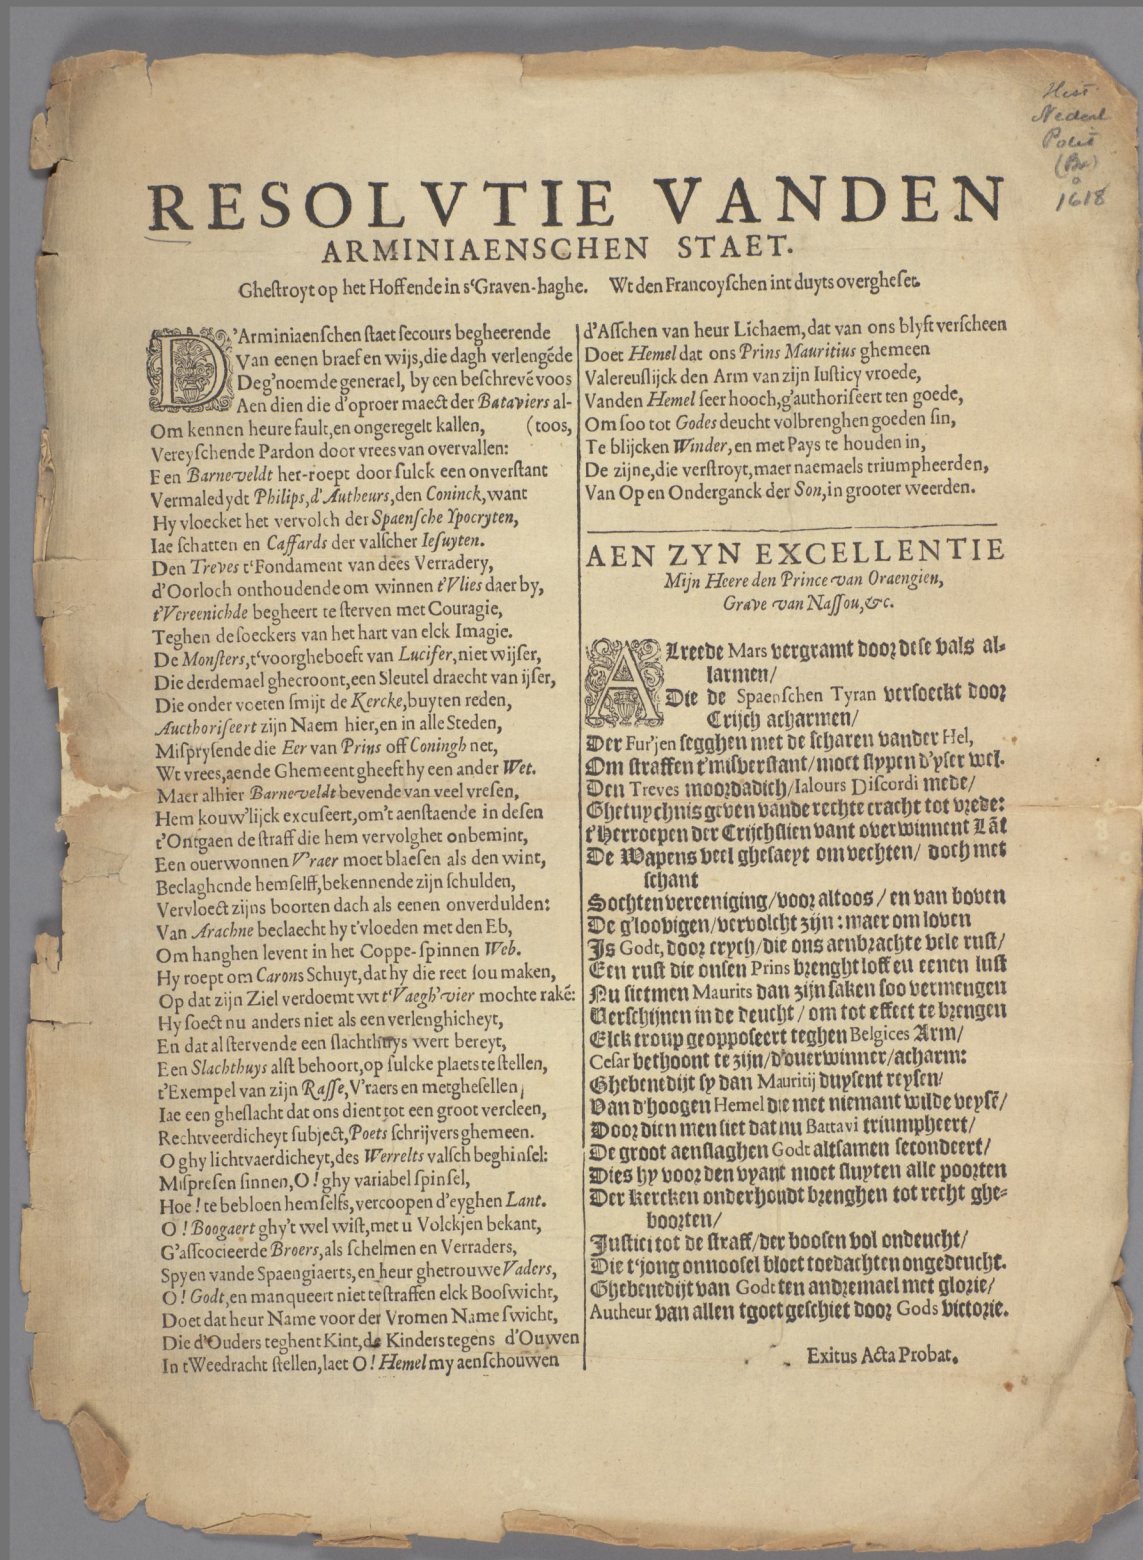 Hist
Nederl
Polit
(Br)
o
1618
RESOLVTIE VANDEN
ARMINIAENSCHEN STAET.
Ghestroyt op het Hoff ende in s'Graven-haghe. Wt den Francoyschen int duyts overgheset.
D'Arminiaenschen staet secours begheerende
Van eenen braef en wijs, die dagh verlengēde
De g'noemde generael, by een beschrevē voos
Aen dien die d'oproer maect der Bataviers al-
Om kennen heure fault, en ongeregelt kallen, (toos,
Vereyschende Pardon door vrees van overvallen:
Een Barneveldt her-roept door sulck een onverstant
Vermaledydt Philips, d'Autheurs, den Coninck, want
Hy vloecket het vervolch der Spaensche Ypocryten,
Iae schatten en Caffards der valscher Iesuyten.
Den Treves t'Fondament van dees Verradery,
d'Oorloch onthoudende om winnen t'Vlies daer by,
t'Vereenichde begheert te sterven met Couragie,
Teghen de soeckers van het hart van elck Imagie.
De Monsters, t'voorgheboeft van Lucifer, niet wijser,
Die derdemael ghecroont, een Sleutel draecht van ijser,
Die onder voeten smijt de Kercke, buyten reden,
Aucthoriseert zijn Naem hier, en in alle Steden,
Misprysende die Eer van Prins off Coningh net,
Wt vrees, aende Ghemeent gheeft hy een ander Wet.
Maer alhier Barneveldt bevende van veel vresen,
Hem kouw'lijck excuseert, om't aenstaende in desen
t'Ontgaen de straff die hem vervolghet onbemint,
Een ouerwonnen V'raer moet blaesen als den wint,
Beclaghende hemselff, bekennende zijn schulden,
Vervloect zijns boorten dach als eenen onverdulden:
Van Arachne beclaecht hy t'vloeden met den Eb,
Om hanghen levent in het Coppe-spinnen Web.
Hy roept om Carons Schuyt, dat hy die reet sou maken,
Op dat zijn Ziel verdoemt wt t'Vaegh'vier mochte rakē:
Hy soect nu anders niet als een verlenghicheyt,
En dat al stervende een slachthuys wert bereyt,
Een Slachthuys alst behoort, op sulcke plaets te stellen,
t'Exempel van zijn Rasse, V'raers en metghesellen,
Iae een gheslacht dat ons dient tot een groot vercleen,
Rechtveerdicheyt subject, Poets schrijvers ghemeen.
O ghy lichtvaerdicheyt, des Werrelts valsch beghinsel:
Mispresen sinnen, O! ghy variabel spinsel,
Hoe! te bebloen hemselfs, vercoopen d'eyghen Lant.
O! Boogaert ghy't wel wist, met u Volckjen bekant,
G'asscocieerde Broers, als schelmen en Verraders,
Spyen vande Spaengiaerts, en heur ghetrouwe Vaders,
O! Godt, en manqueert niet te straffen elck Booswicht,
Doet dat heur Name voor der Vromen Name swicht,
Die d'Ouders teghent Kint, de Kinders tegens d'Ouwen
In tWeedracht stellen, laet O! Hemel my aenschouwen
d'Asschen van heur Lichaem, dat van ons blyft verscheen
Doet Hemel dat ons Prins Mauritius ghemeen
Valereuslijck den Arm van zijn Iusticy vroede,
Vanden Hemel seer hooch, g'authoriseert ten goede,
Om soo tot Godes deucht volbrenghen goeden sin,
Te blijcken Winder, en met Pays te houden in,
De zijne, die verstroyt, maer naemaels triumpheerden,
Van Op en Onderganck der Son, in grooter weerden.
AEN ZYN EXCELLENTIE
Mijn Heere den Prince van Oraengien,
Grave van Nassou, &c.
ALreede Mars vergramt door dese vals al-
larmen/
Die de Spaenschen Tyran versoeckt door
Crijch acharmen/
Der Fur'jen segghen met de scharen vander Hel,
Om straffen t'misverstant/ moet slypen d'yser wel.
Den Treves moordadich/ Ialours Discordi mede/
Ghetuychnis geven vande rechte cracht tot vrede:
t'Herroepen der Crijchslien vant overwinnent Lāt
De Wapens veel ghesaeyt om vechten/ doch met
schant
Sochten vereeniging/ voor altoos/ en van boven
De g'loovigen/ vervolcht zijn: maer om loven
Is Godt, door crych/ die ons aenbrachte vele rust/
Een rust die onsen Prins brenght loff en eenen lust
Nu sietmen Maurits dan zijn saken soo vermengen
Verschijnen in de deucht/ om tot effect te brengen
Elck troup geopposeert teghen Belgices Arm/
Cesar bethoont te zijn/ d'ouerwinner/ acharm:
Ghebenedijt sy dan Mauritij duysent reysen/
Van d'hoogen Hemel die met niemant wilde veysē/
Door dien men siet dat nu Battavi triumpheert/
De groot aenslaghen Godt altsamen secondeert/
Dies hy voor den vyant moet sluyten alle poorten
Der Kercken onderhoudt brenghen tot recht ghe-
boorten/
Justici tot de straff/ der boosen vol ondeucht/
Die t'jong onnoosel bloet toedachten ongedeucht.
Ghebenedijt van Godt ten andremael met glorie/
Autheur van allen tgoet geschiet door Gods victorie.
Exitus Acta Probat.